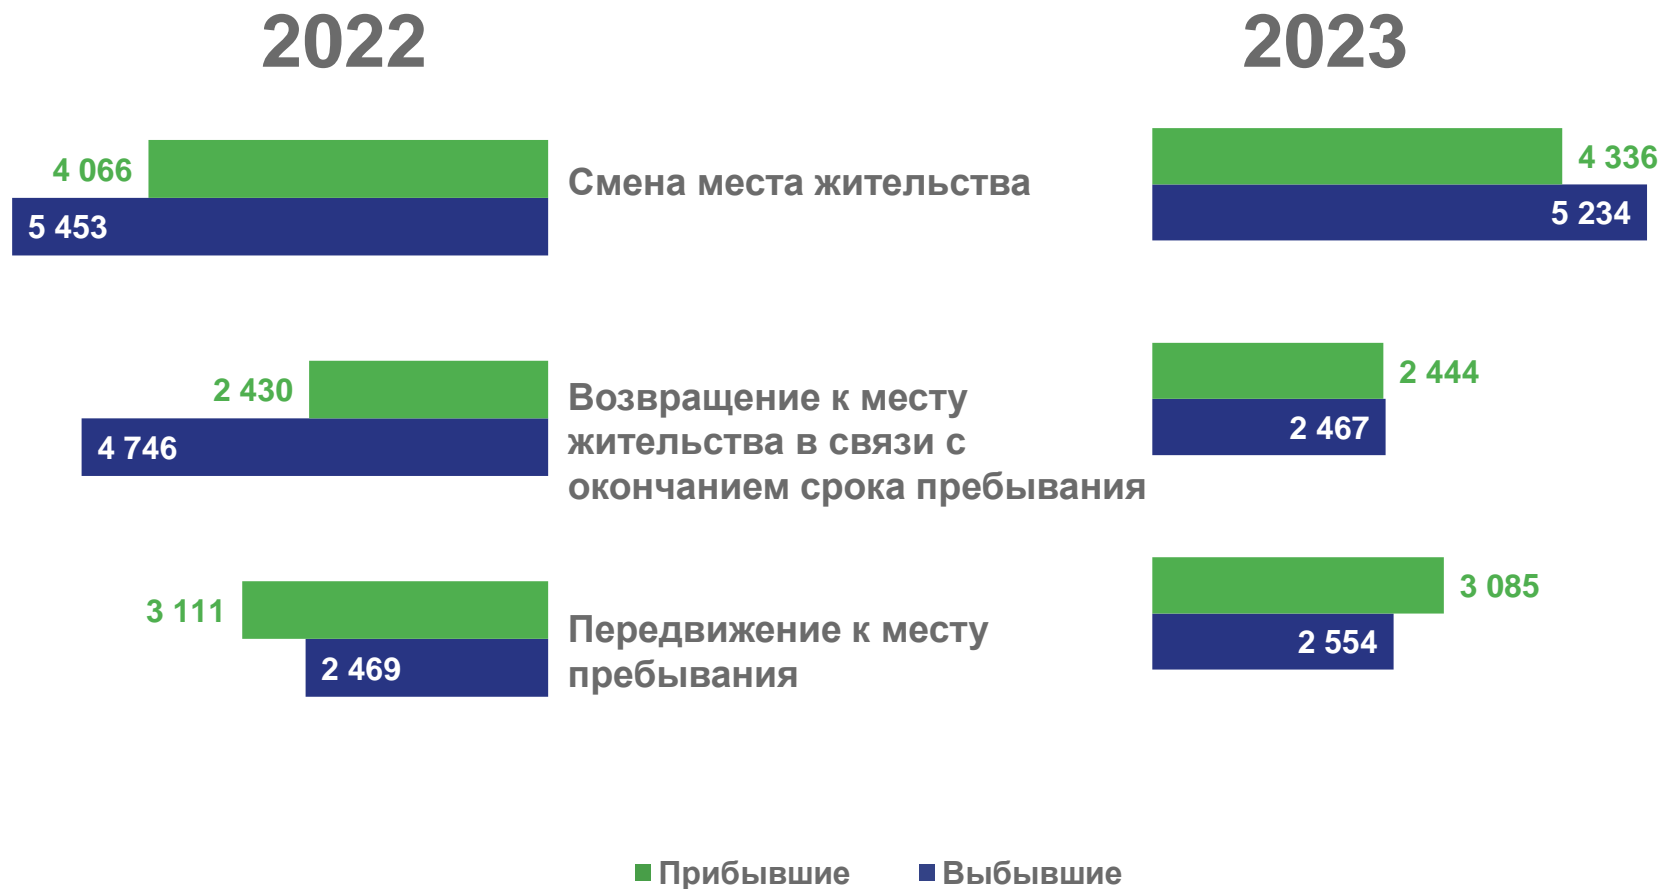 2022
2023
4 066
5 453
Смена места жительства
4 336
5 234
2 430
4 746
Возвращение к месту
жительства в связи с
окончанием срока пребывания
2 444
2 467
3 111
2 469
Передвижение к месту
пребывания
3 085
2 554
Прибывшие
Выбывшие